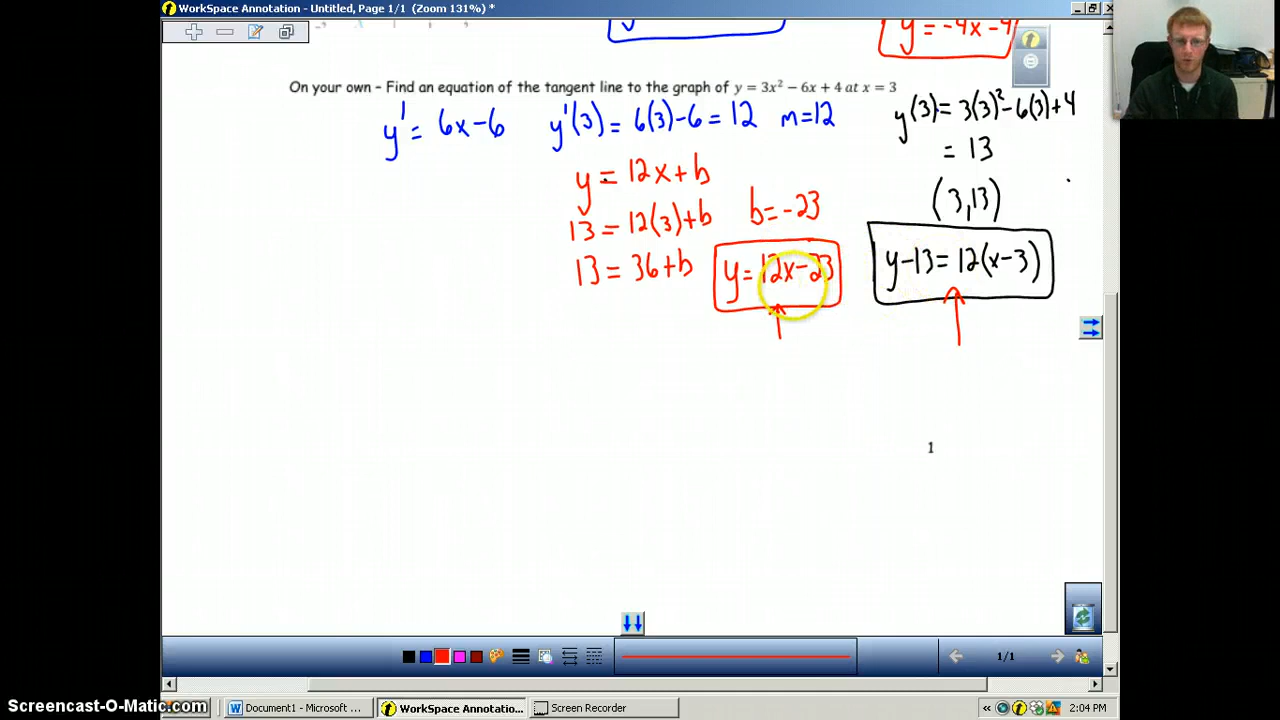 WorkSpace Annotation - Untitled, Page 1/1 (Zoom 131%) *
y = -4x - 4
On your own – Find an equation of the tangent line to the graph of y = 3x² − 6x + 4 at x = 3
y' = 6x - 6
y'(3) = 6(3) - 6 = 12 m = 12
y(3) = 3(3)² - 6(3) + 4
= 13
(3, 13)
y = 12x + b
13 = 12(3) + b
13 = 36 + b
b = -23
y = 12x - 23
y - 13 = 12(x - 3)
1
1/1
Document1 - Microsoft ...
WorkSpace Annotatio...
Screen Recorder
2:04 PM
Screencast-O-Matic.com